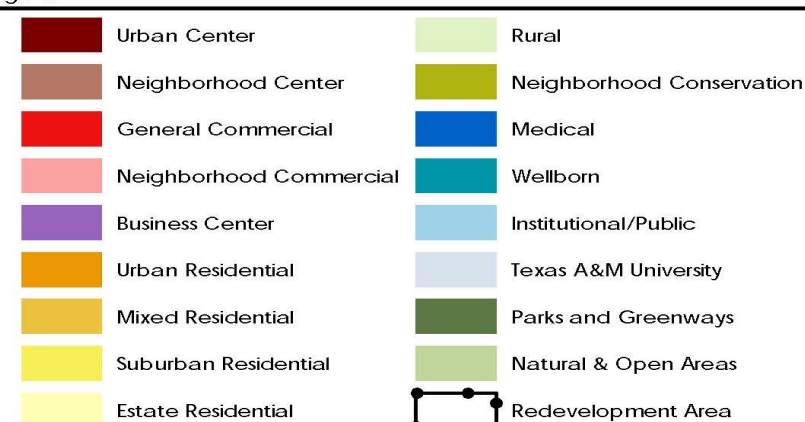 Urban Center
Neighborhood Center
General Commercial
Neighborhood Commercial
Business Center
Urban Residential
Mixed Residential
Suburban Residential
Estate Residential
Rural
Neighborhood Conservation
Medical
Wellborn
Institutional/Public
Texas A&M University
Parks and Greenways
Natural & Open Areas
Redevelopment Area